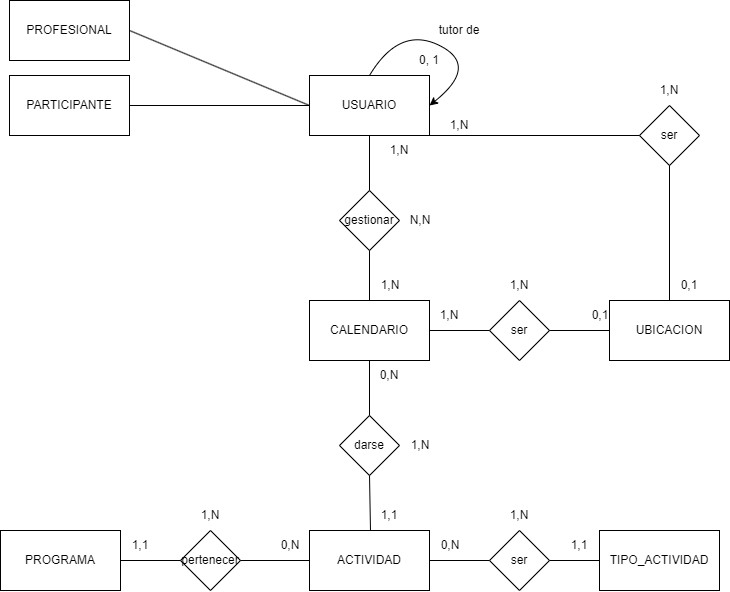 PROFESIONAL
tutor de
0, 1
PARTICIPANTE
USUARIO
1,N
1,N
ser
1,N
gestionar
N,N
1,N
1,N
0,1
CALENDARIO
1,N
ser
0,1
UBICACION
0,N
darse
1,N
1,1
1,N
1,N
PROGRAMA
1,1
pertenecer
0,N
ACTIVIDAD
0,N
ser
1,1
TIPO_ACTIVIDAD